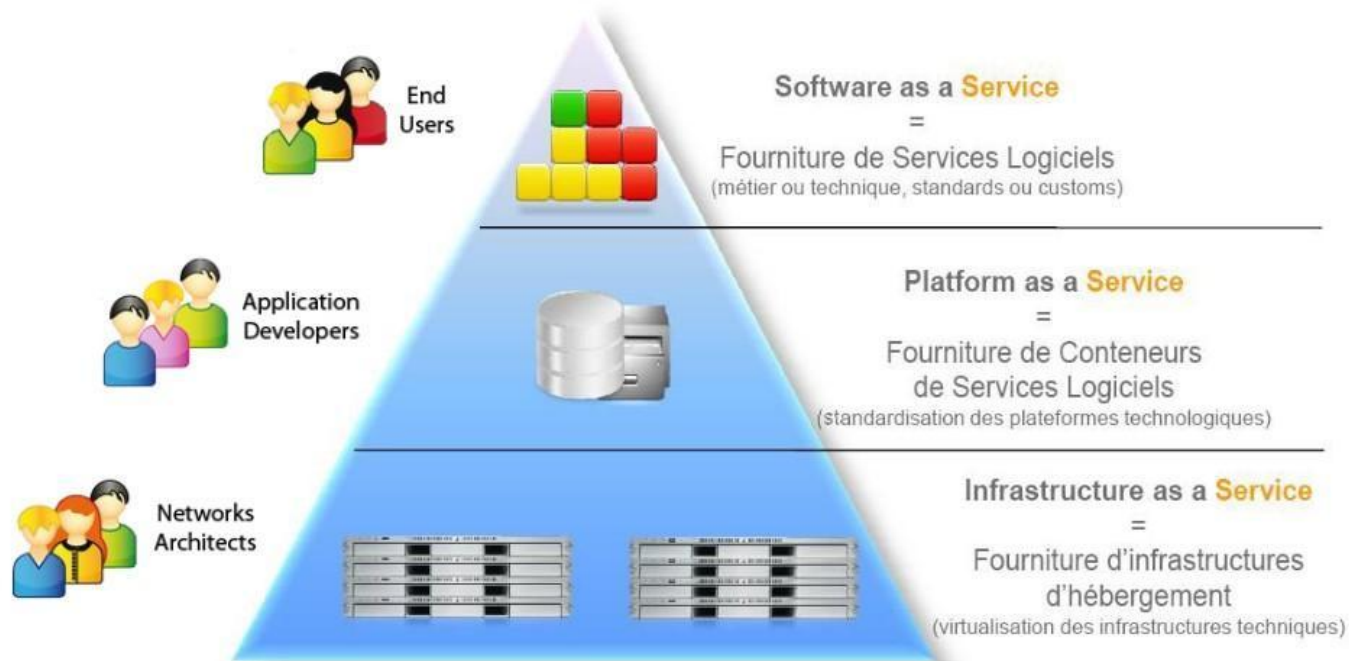 End
Users
Software as a Service
=
Fourniture de Services Logiciels
(métier ou technique, standards ou customs)
Application
Developers
Platform as a Service
=
Fourniture de Conteneurs
de Services Logiciels
(standardisation des plateformes technologiques)
Networks
Architects
Infrastructure as a Service
=
Fourniture d'infrastructures
d'hébergement
(virtualisation des infrastructures techniques)